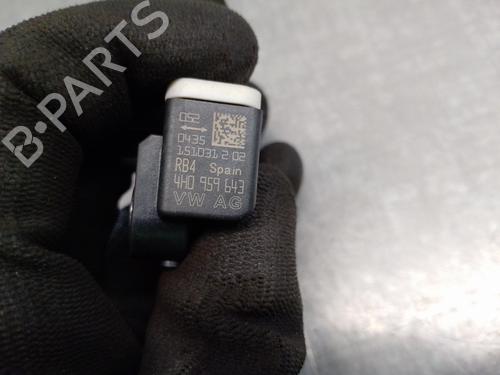 B-PARTS
052
0435
151031 2 02
RB4 Spain
4H0 959 643
VW AG